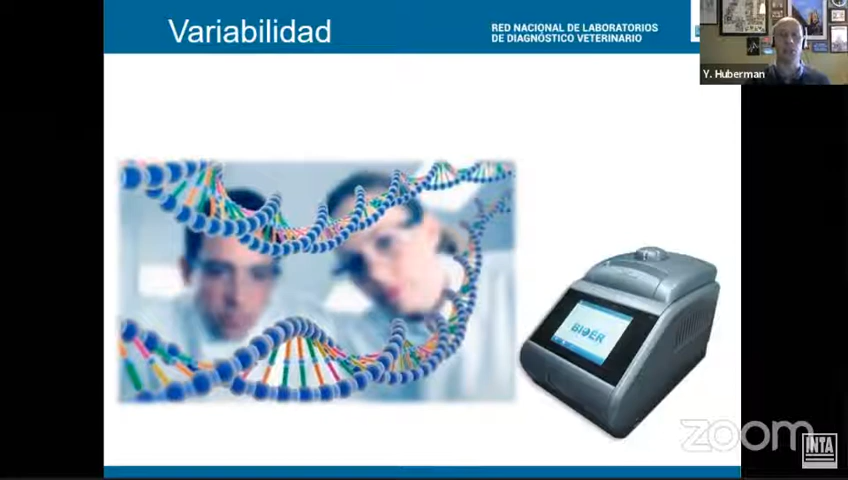 Variabilidad
RED NACIONAL DE LABORATORIOS
DE DIAGNÓSTICO VETERINARIO
Y. Huberman
BIOER
zoom
INTA